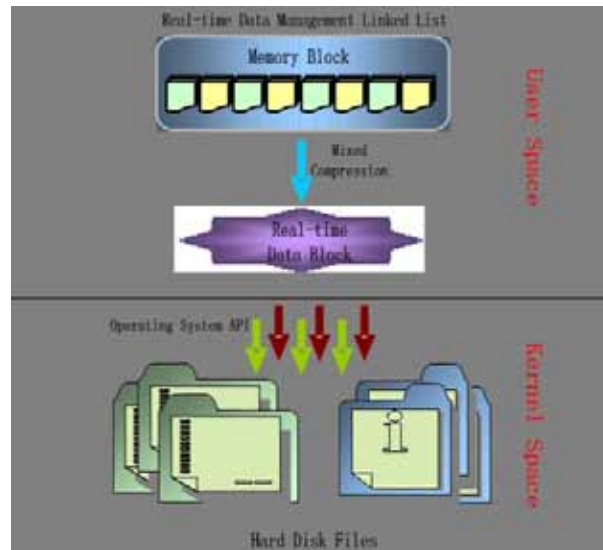 Real-time Data Management Linked List
Memory Block
Mixed
Compression
Real-time
Data Block
User Space
Operating System API
Kernel Space
Hard Disk Files